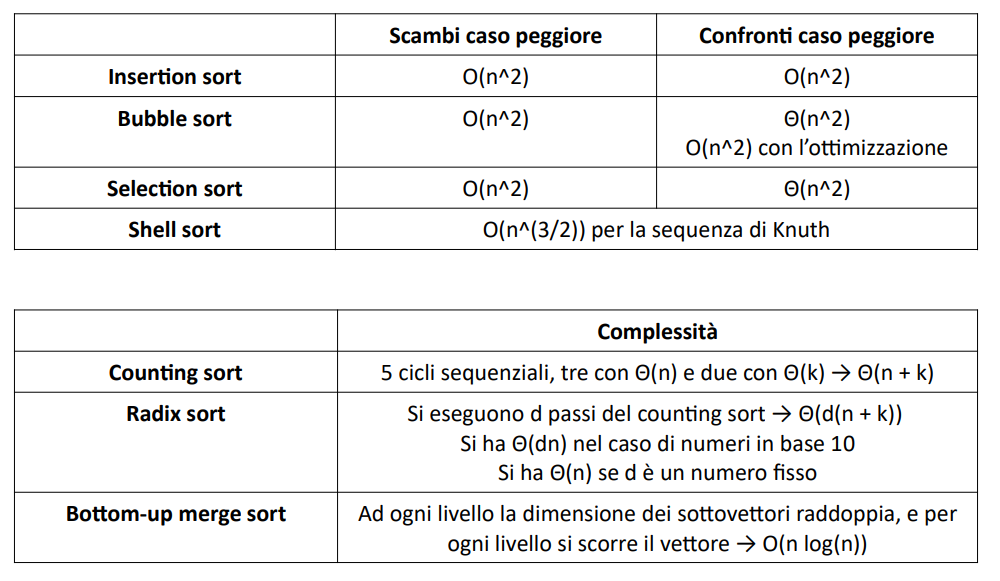 Scambi caso peggiore Confronti caso peggiore
Insertion sort O(n^2) O(n^2)
Bubble sort O(n^2) Θ(n^2)
O(n^2) con l’ottimizzazione
Selection sort O(n^2) Θ(n^2)
Shell sort O(n^(3/2)) per la sequenza di Knuth
Complessità
Counting sort 5 cicli sequenziali, tre con Θ(n) e due con Θ(k) → Θ(n + k)
Radix sort Si eseguono d passi del counting sort → Θ(d(n + k))
Si ha Θ(dn) nel caso di numeri in base 10
Si ha Θ(n) se d è un numero fisso
Bottom-up merge sort Ad ogni livello la dimensione dei sottovettori raddoppia, e per
ogni livello si scorre il vettore → O(n log(n))